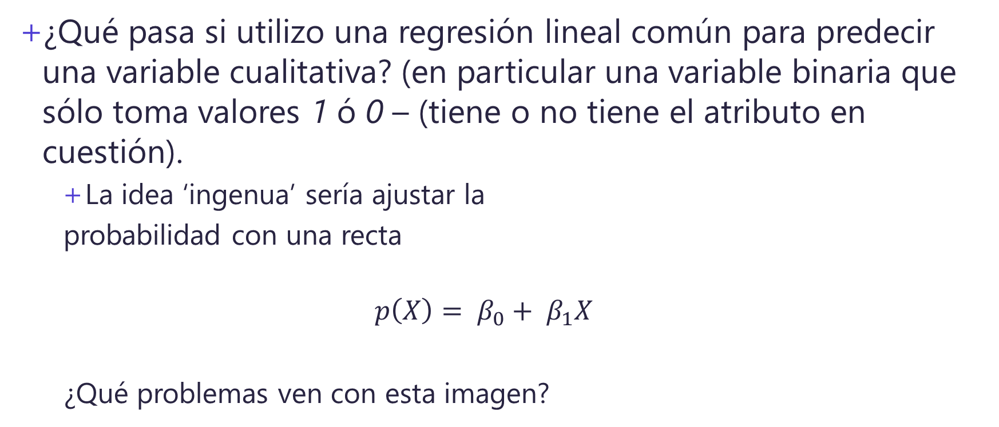 +¿Qué pasa si utilizo una regresión lineal común para predecir
una variable cualitativa? (en particular una variable binaria que
sólo toma valores 1 ó 0 – (tiene o no tiene el atributo en
cuestión).
+La idea ‘ingenua’ sería ajustar la
probabilidad con una recta
p(X) = β₀ + β₁X
¿Qué problemas ven con esta imagen?